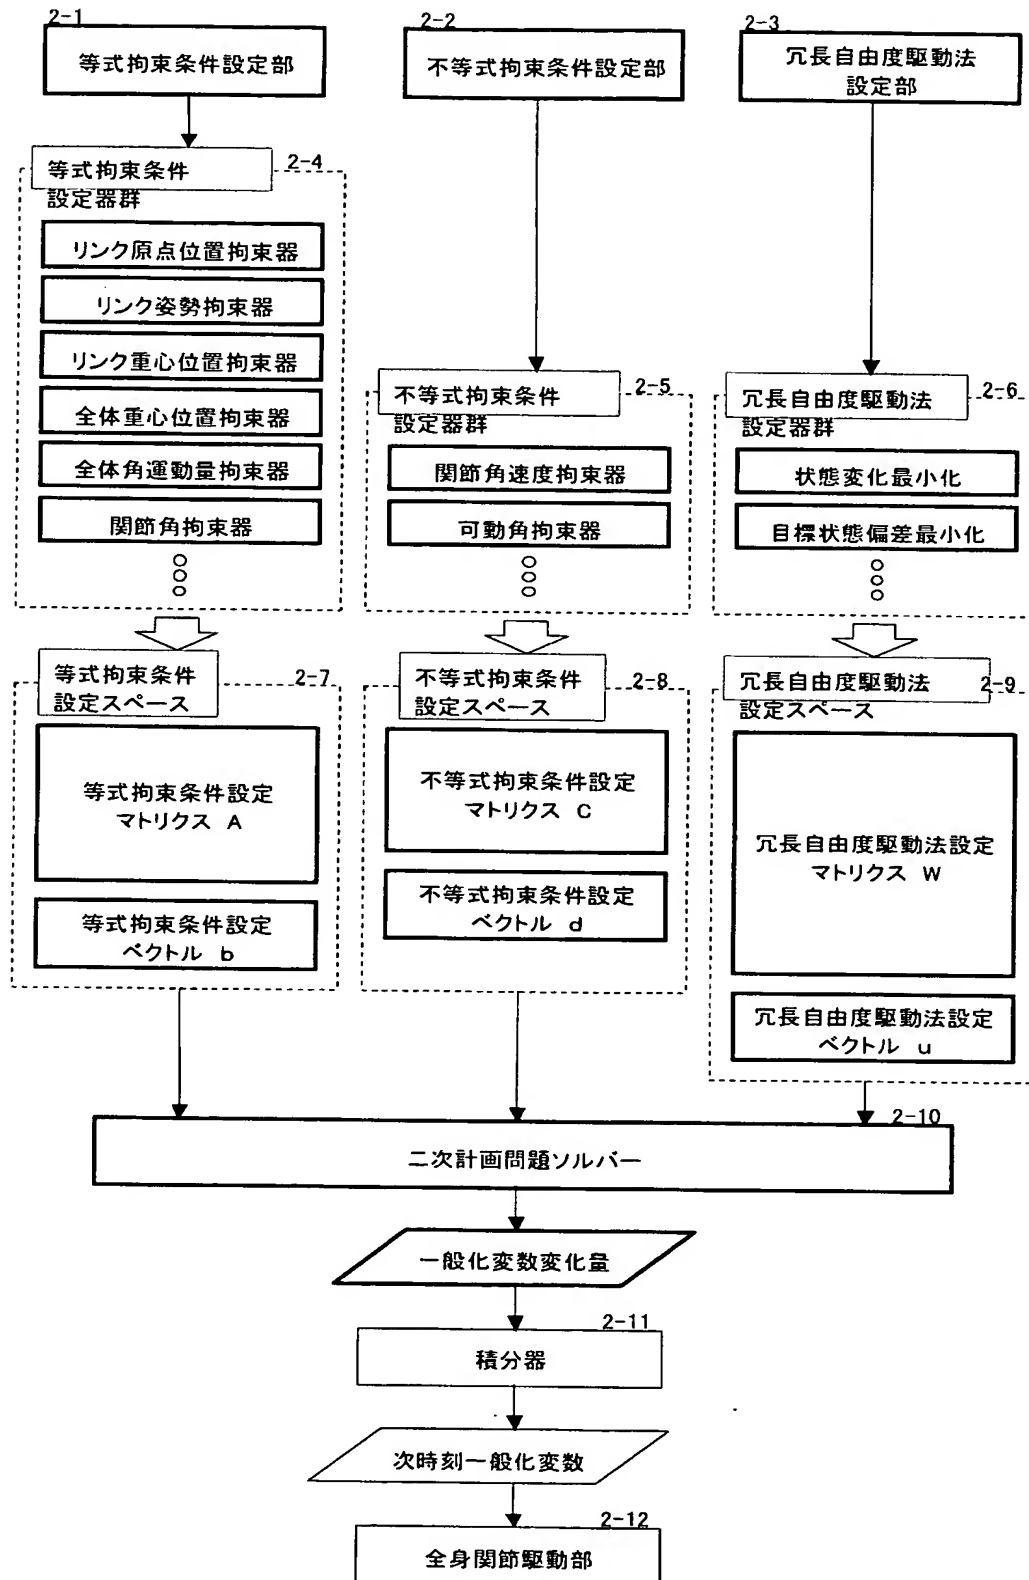 2-1
等式拘束条件設定部
2-2
不等式拘束条件設定部
2-3
冗長自由度駆動法
設定部
等式拘束条件
設定器群
2-4
リンク原点位置拘束器
リンク姿勢拘束器
リンク重心位置拘束器
全体重心位置拘束器
全体角運動量拘束器
関節角拘束器
不等式拘束条件
設定器群
2-5
関節角速度拘束器
可動角拘束器
冗長自由度駆動法
設定器群
2-6
状態変化最小化
目標状態偏差最小化
等式拘束条件
設定スペース
2-7
等式拘束条件設定
マトリクス A
等式拘束条件設定
ベクトル b
不等式拘束条件
設定スペース
2-8
不等式拘束条件設定
マトリクス C
不等式拘束条件設定
ベクトル d
冗長自由度駆動法
設定スペース
2-9
冗長自由度駆動法設定
マトリクス W
冗長自由度駆動法設定
ベクトル u
2-10
二次計画問題ソルバー
一般化変数変化量
2-11
積分器
次時刻一般化変数
2-12
全身関節駆動部